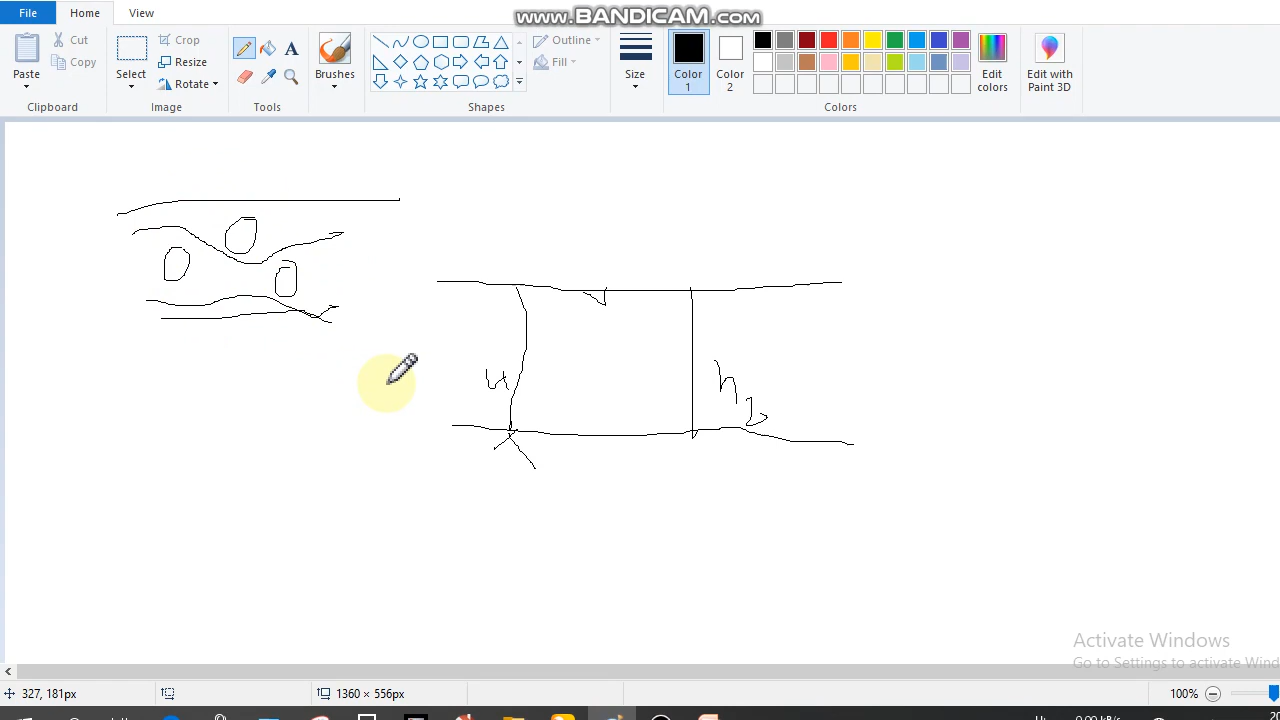 www.BANDICAM.com
File Home View
Cut
Copy
Paste
Clipboard
Select
Crop
Resize
Rotate
Image
Tools
Brushes
Shapes
Outline
Fill
Size
Color 1
Color 2
Edit colors
Colors
Edit with Paint 3D
h
Activate Windows
Go to Settings to activate Wind
327, 181px
1360 × 556px
100%